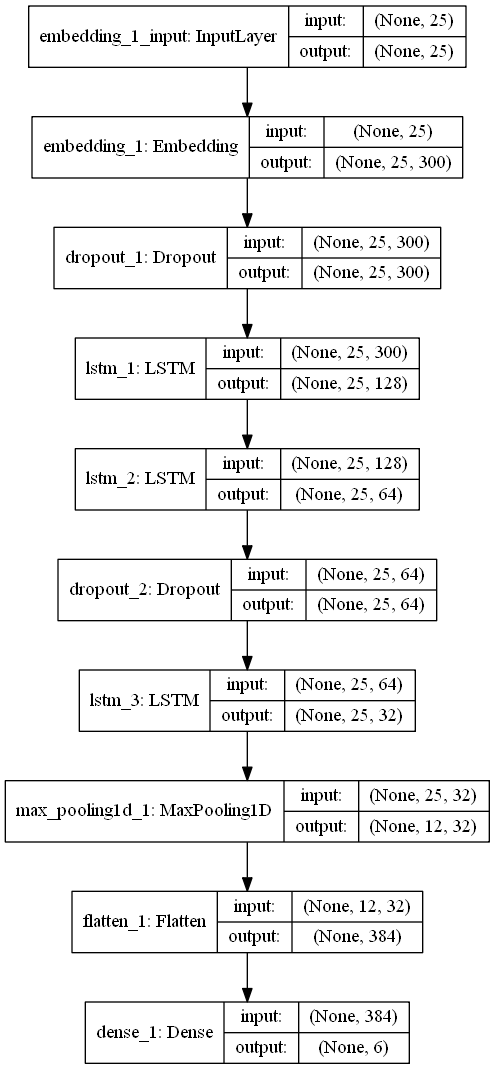 embedding_1_input: InputLayer
input: (None, 25)
output: (None, 25)
embedding_1: Embedding
input: (None, 25)
output: (None, 25, 300)
dropout_1: Dropout
input: (None, 25, 300)
output: (None, 25, 300)
lstm_1: LSTM
input: (None, 25, 300)
output: (None, 25, 128)
lstm_2: LSTM
input: (None, 25, 128)
output: (None, 25, 64)
dropout_2: Dropout
input: (None, 25, 64)
output: (None, 25, 64)
lstm_3: LSTM
input: (None, 25, 64)
output: (None, 25, 32)
max_pooling1d_1: MaxPooling1D
input: (None, 25, 32)
output: (None, 12, 32)
flatten_1: Flatten
input: (None, 12, 32)
output: (None, 384)
dense_1: Dense
input: (None, 384)
output: (None, 6)